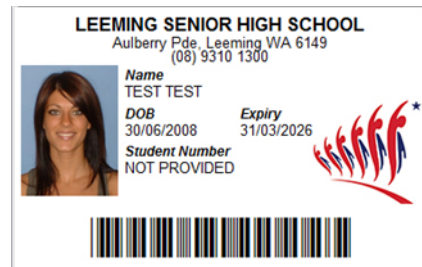 LEEMING SENIOR HIGH SCHOOL
Aulberry Pde, Leeming WA 6149
(08) 9310 1300
Name
TEST TEST
DOB Expiry
30/06/2008 31/03/2026
Student Number
NOT PROVIDED